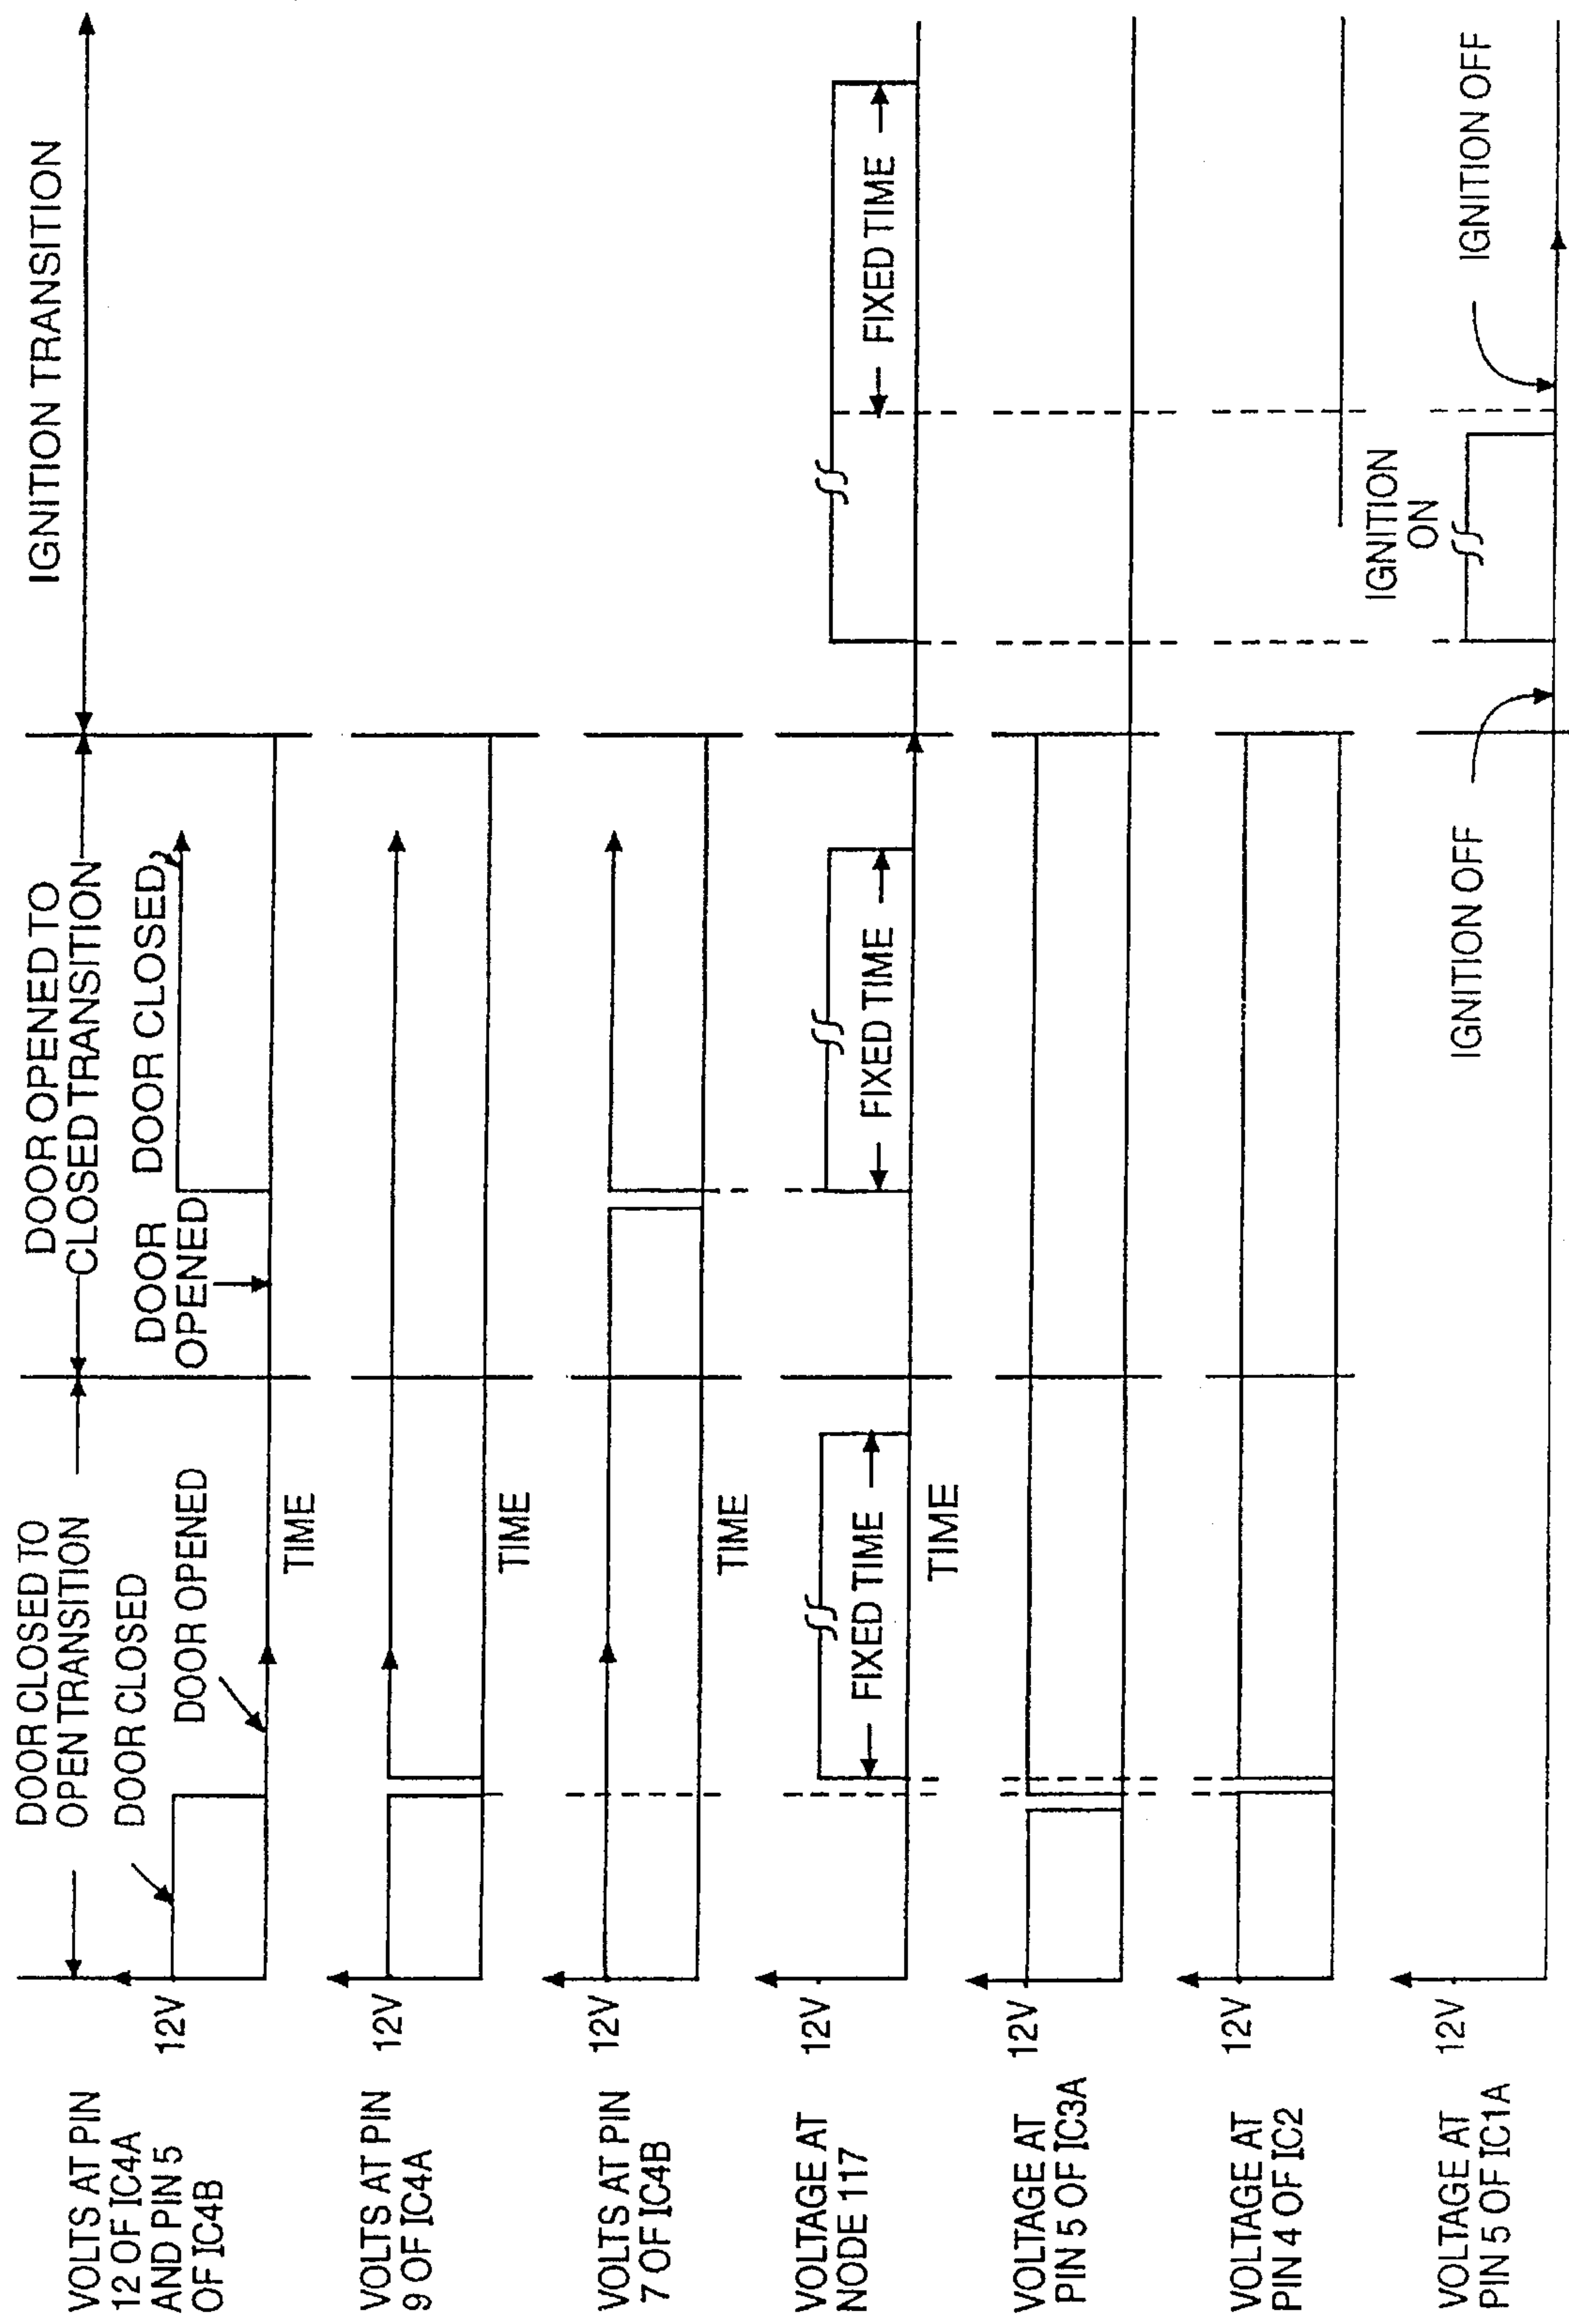 DOOR CLOSED TO
OPEN TRANSITION
DOOR OPENED TO
CLOSED TRANSITION
IGNITION TRANSITION
VOLTS AT PIN
12 OF IC4A
AND PIN 5
OF IC4B
12V
DOOR CLOSED
DOOR OPENED
TIME
DOOR
OPENED
DOOR CLOSED
VOLTS AT PIN
9 OF IC4A
12V
TIME
VOLTS AT PIN
7 OF IC4B
12V
TIME
VOLTAGE AT
NODE 117
12V
FIXED TIME
TIME
FIXED TIME
FIXED TIME
VOLTAGE AT
PIN 5 OF IC3A
12V
VOLTAGE AT
PIN 4 OF IC2
12V
VOLTAGE AT
PIN 5 OF IC1A
12V
IGNITION OFF
IGNITION
ON
IGNITION OFF